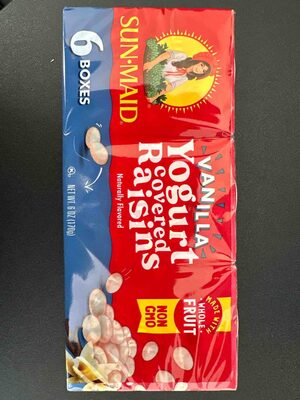 SUN-MAID
6 BOXES
VANILLA
Yogurt
covered
Raisins
Naturally Flavored
NET WT. 6 OZ (170g)
MADE WITH
WHOLE
FRUIT
NON
GMO